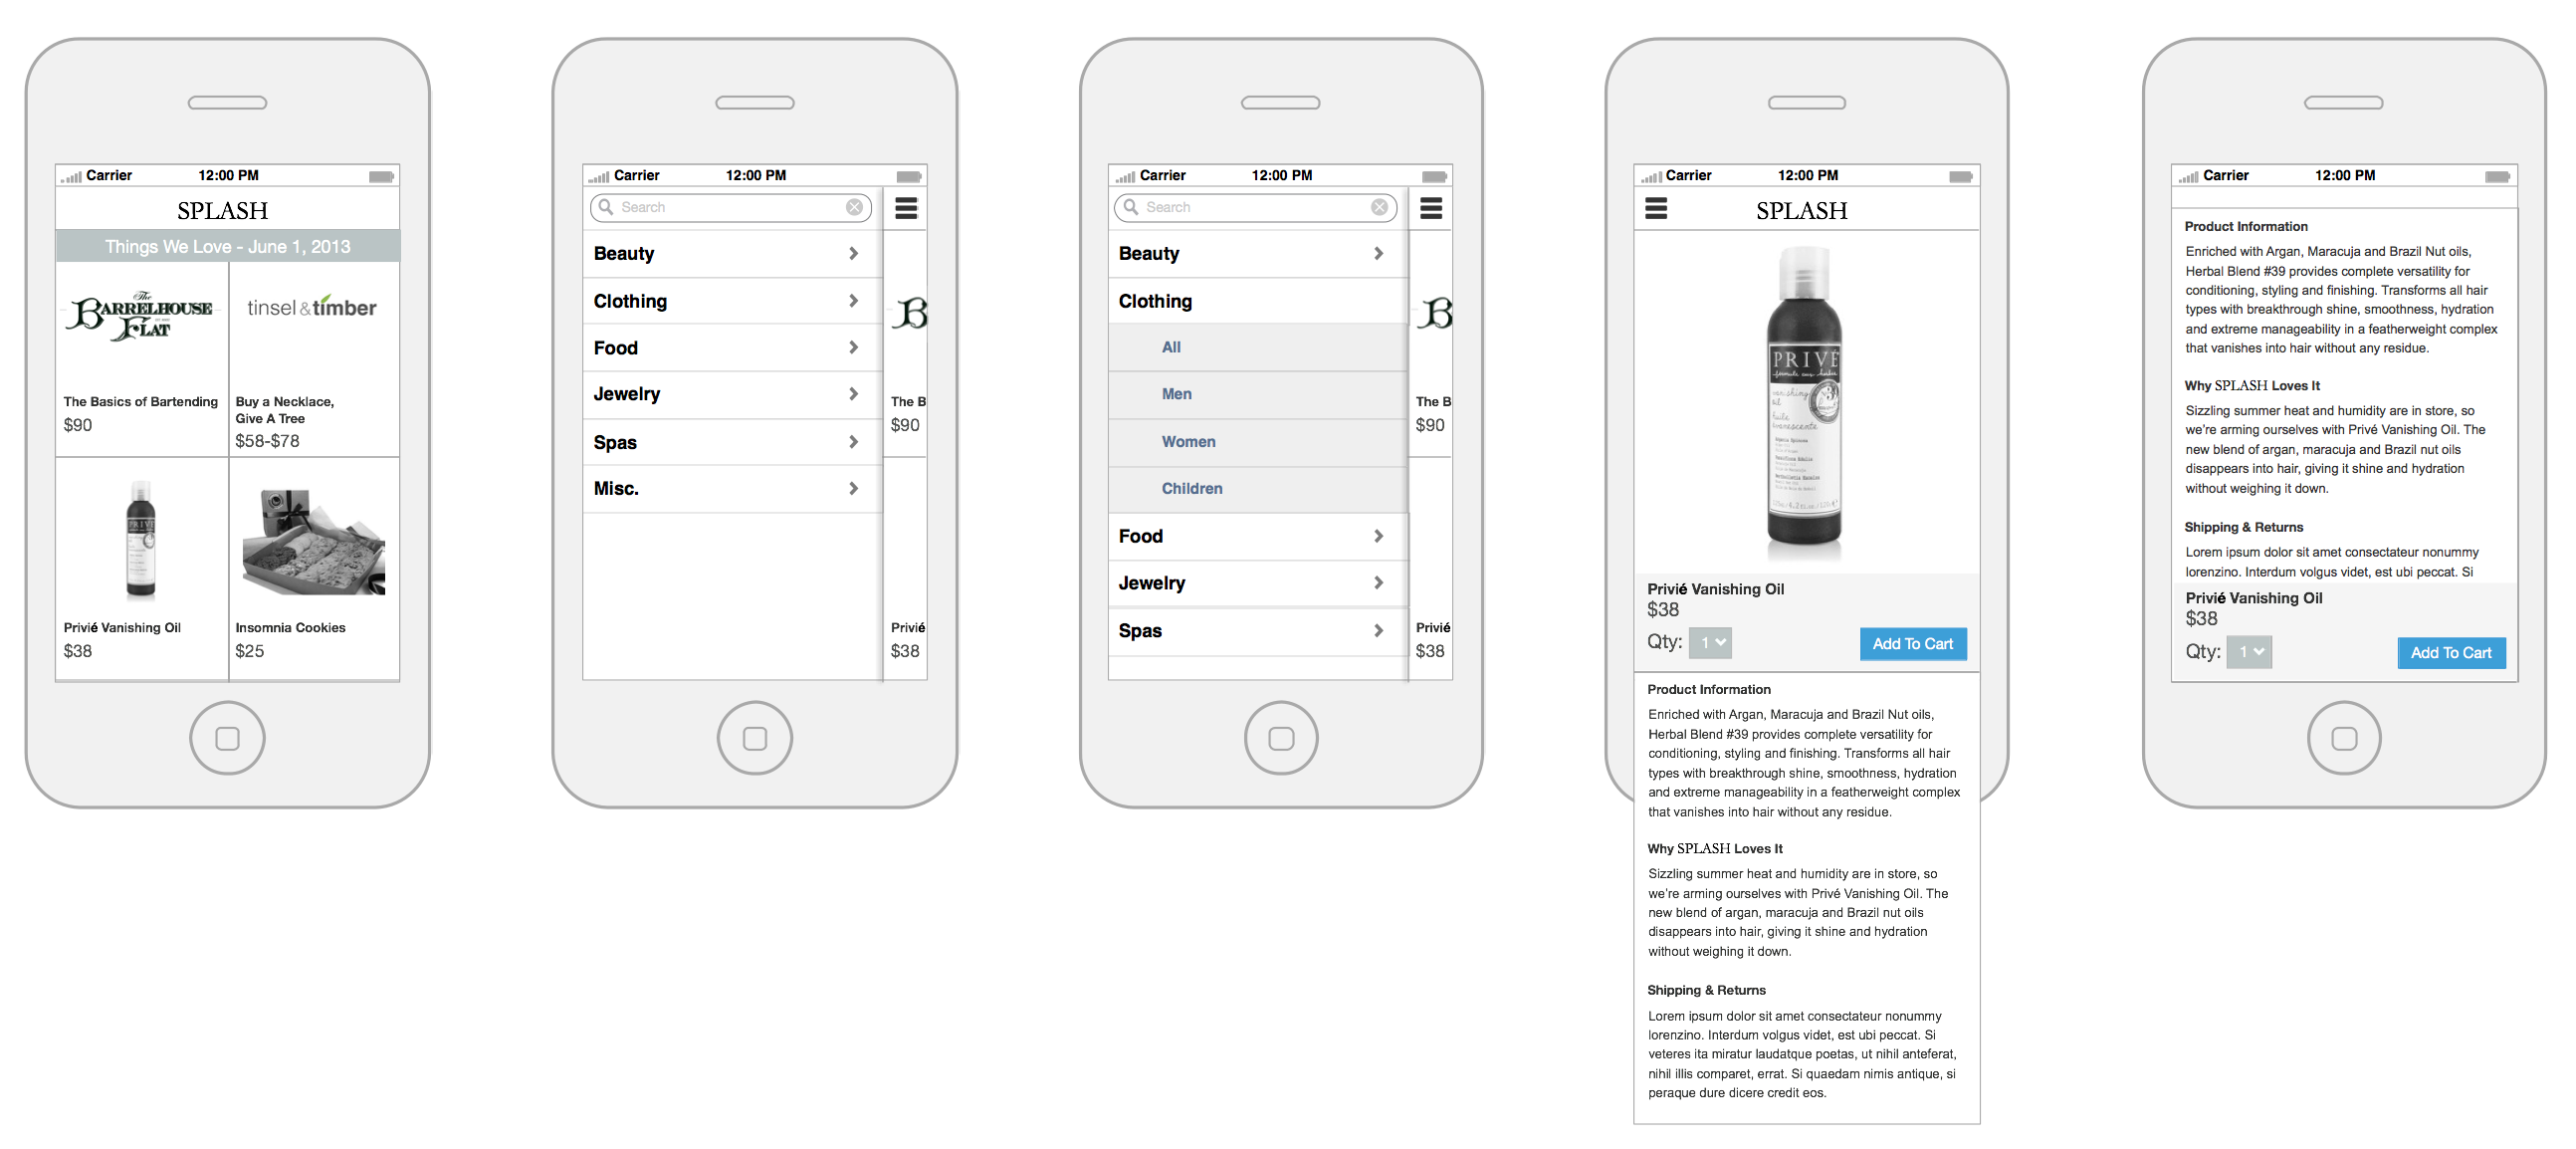 Carrier 12:00 PM
SPLASH
Things We Love - June 1, 2013
The
BARRELHOUSE
FLAT
tinsel & timber
The Basics of Bartending
$90
Buy a Necklace,
Give A Tree
$58-$78
PRIVÉ
Privié Vanishing Oil
$38
Insomnia Cookies
$25
Carrier 12:00 PM
Search
Beauty
Clothing
Food
Jewelry
Spas
Misc.
B
The B
$90
Privié
$38
Carrier 12:00 PM
Search
Beauty
Clothing
All
Men
Women
Children
Food
Jewelry
Spas
B
The B
$90
Privié
$38
Carrier 12:00 PM
SPLASH
PRIVÉ
vanishing
oil
huile
évanescente
Privié Vanishing Oil
$38
Qty: 1 Add To Cart
Product Information
Enriched with Argan, Maracuja and Brazil Nut oils,
Herbal Blend #39 provides complete versatility for
conditioning, styling and finishing. Transforms all hair
types with breakthrough shine, smoothness, hydration
and extreme manageability in a featherweight complex
that vanishes into hair without any residue.
Why SPLASH Loves It
Sizzling summer heat and humidity are in store, so
we're arming ourselves with Privé Vanishing Oil. The
new blend of argan, maracuja and Brazil nut oils
disappears into hair, giving it shine and hydration
without weighing it down.
Shipping & Returns
Lorem ipsum dolor sit amet consectateur nonummy
lorenzino. Interdum volgus videt, est ubi peccat. Si
veteres ita miratur laudatque poetas, ut nihil anteferat,
nihil illis comparet, errat. Si quaedam nimis antique, si
peraque dure dicere credit eos.
Carrier 12:00 PM
Product Information
Enriched with Argan, Maracuja and Brazil Nut oils,
Herbal Blend #39 provides complete versatility for
conditioning, styling and finishing. Transforms all hair
types with breakthrough shine, smoothness, hydration
and extreme manageability in a featherweight complex
that vanishes into hair without any residue.
Why SPLASH Loves It
Sizzling summer heat and humidity are in store, so
we're arming ourselves with Privé Vanishing Oil. The
new blend of argan, maracuja and Brazil nut oils
disappears into hair, giving it shine and hydration
without weighing it down.
Shipping & Returns
Lorem ipsum dolor sit amet consectateur nonummy
lorenzino. Interdum volgus videt, est ubi peccat. Si
Privié Vanishing Oil
$38
Qty: 1 Add To Cart